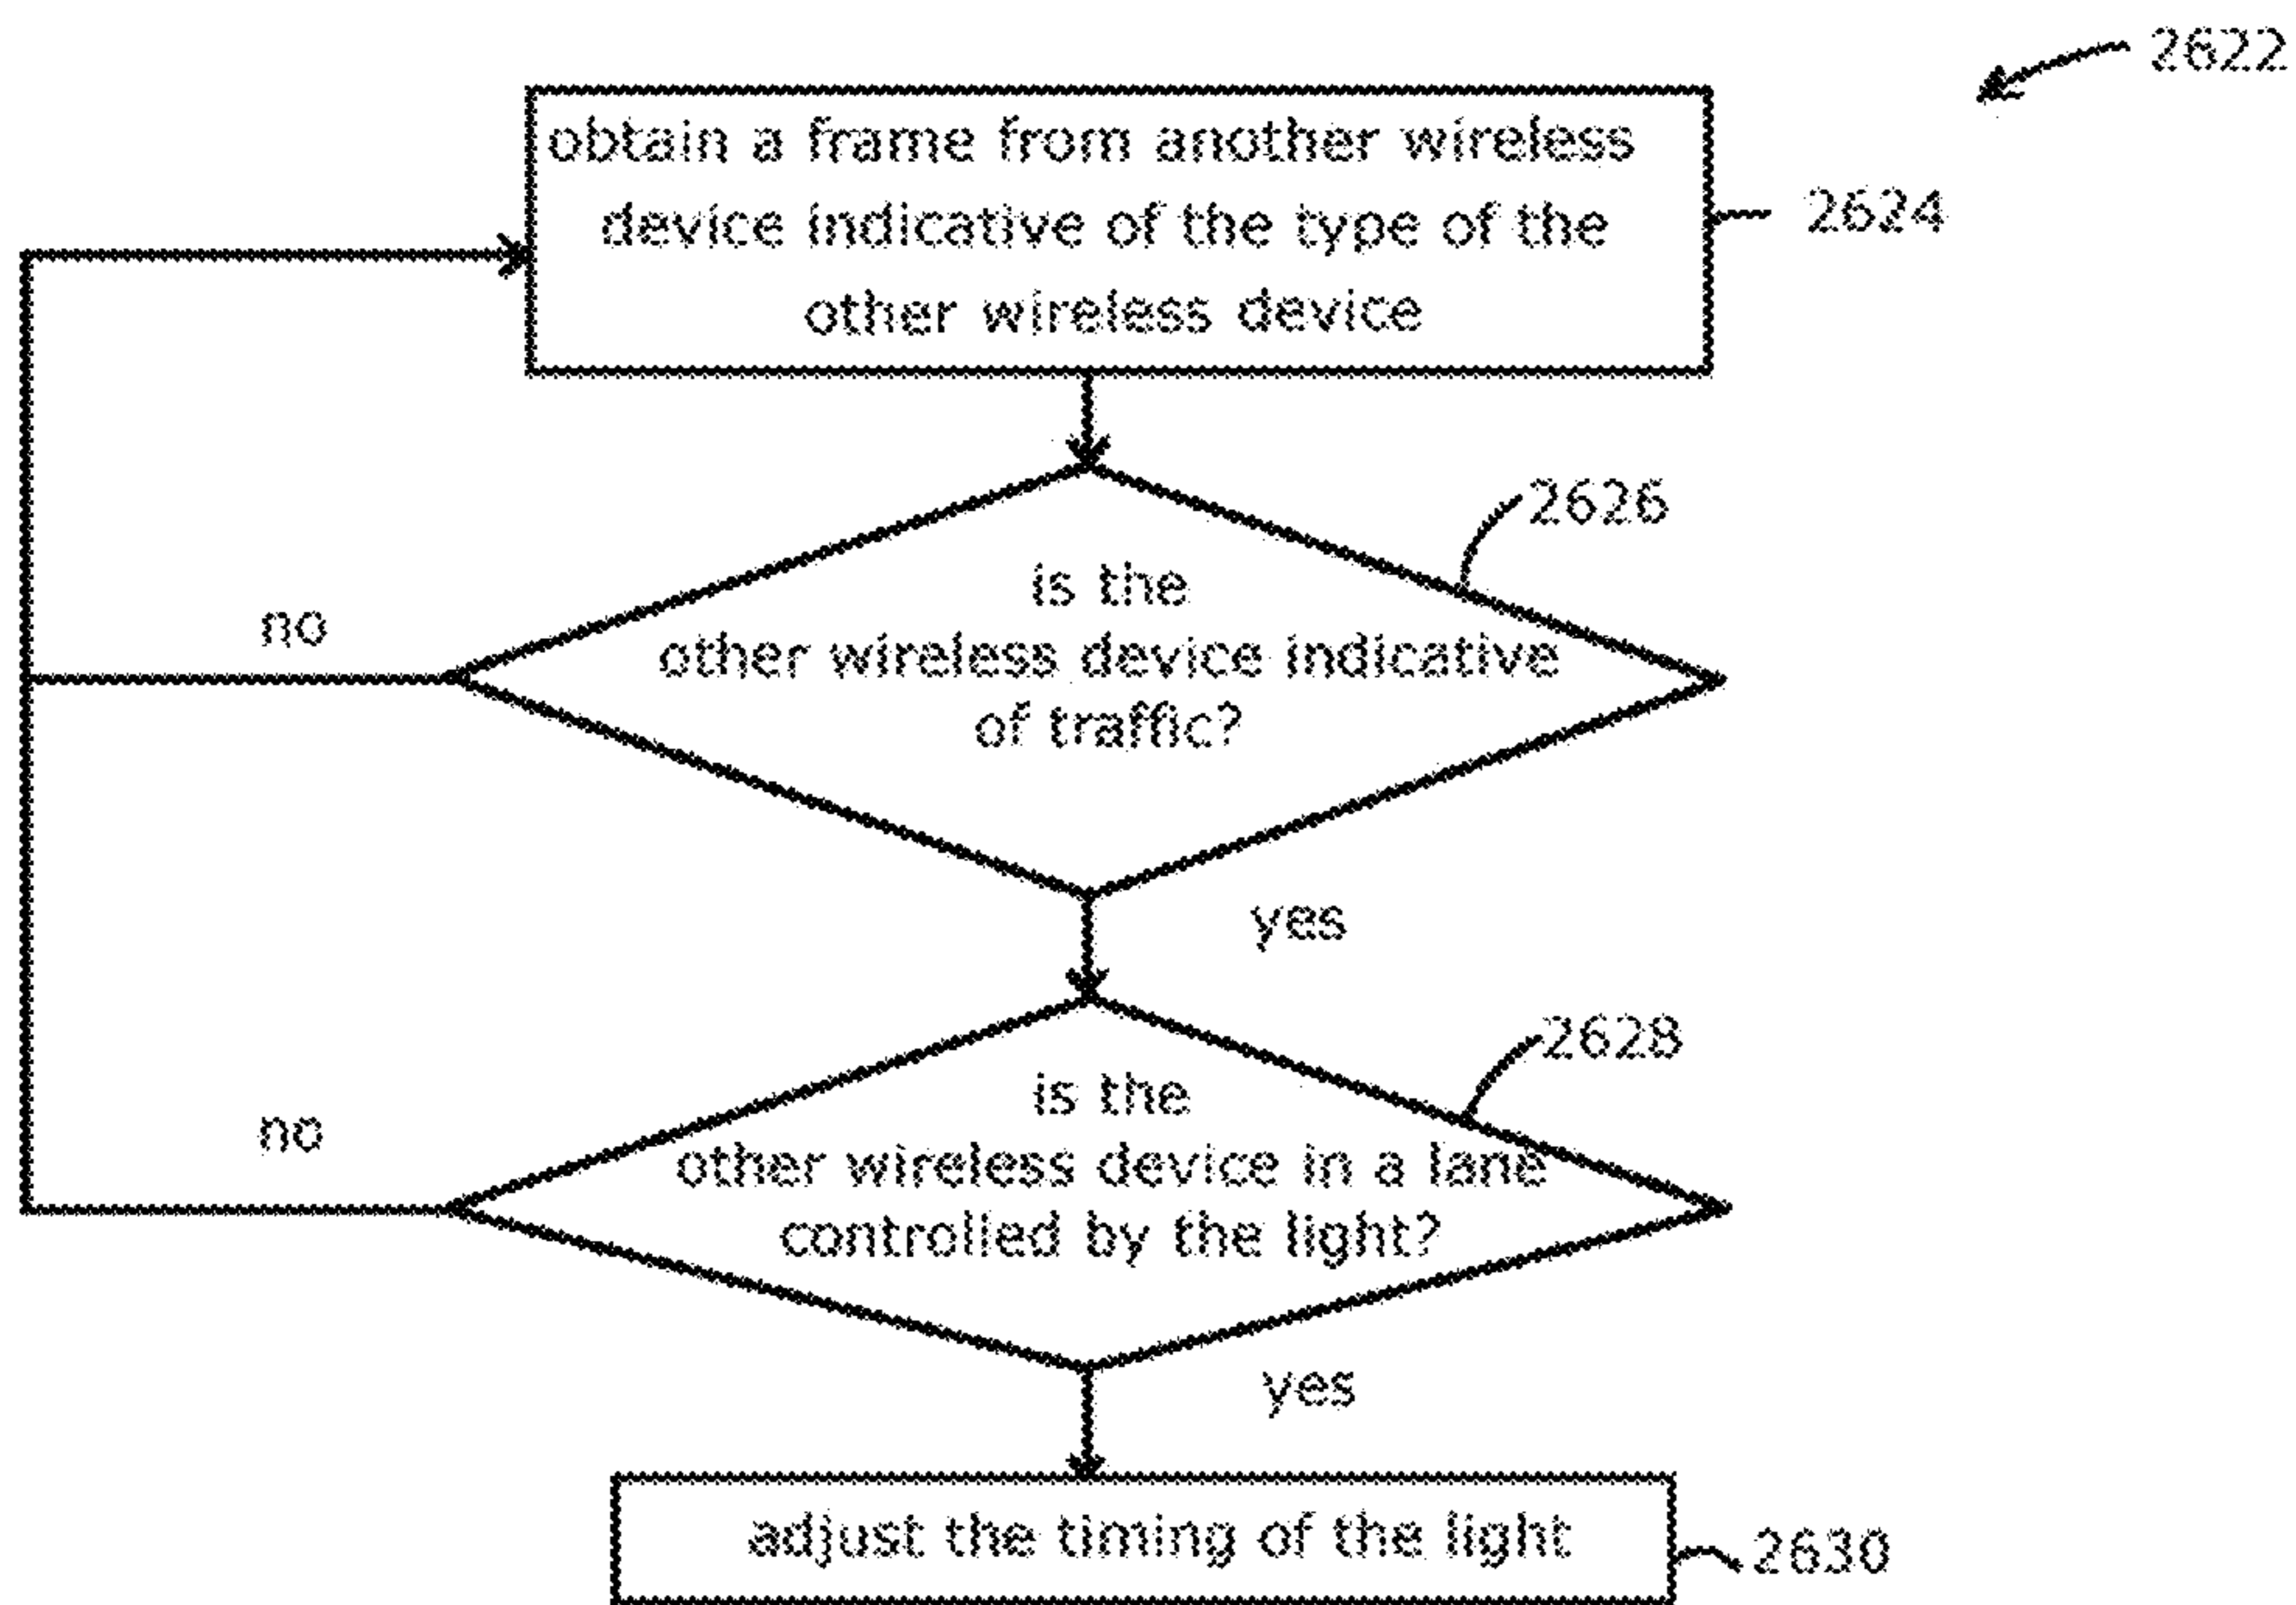 2622
obtain a frame from another wireless
device indicative of the type of the
other wireless device
2624
2626
is the
other wireless device indicative
of traffic?
no
yes
2628
is the
other wireless device in a lane
controlled by the light?
no
yes
adjust the timing of the light
2630